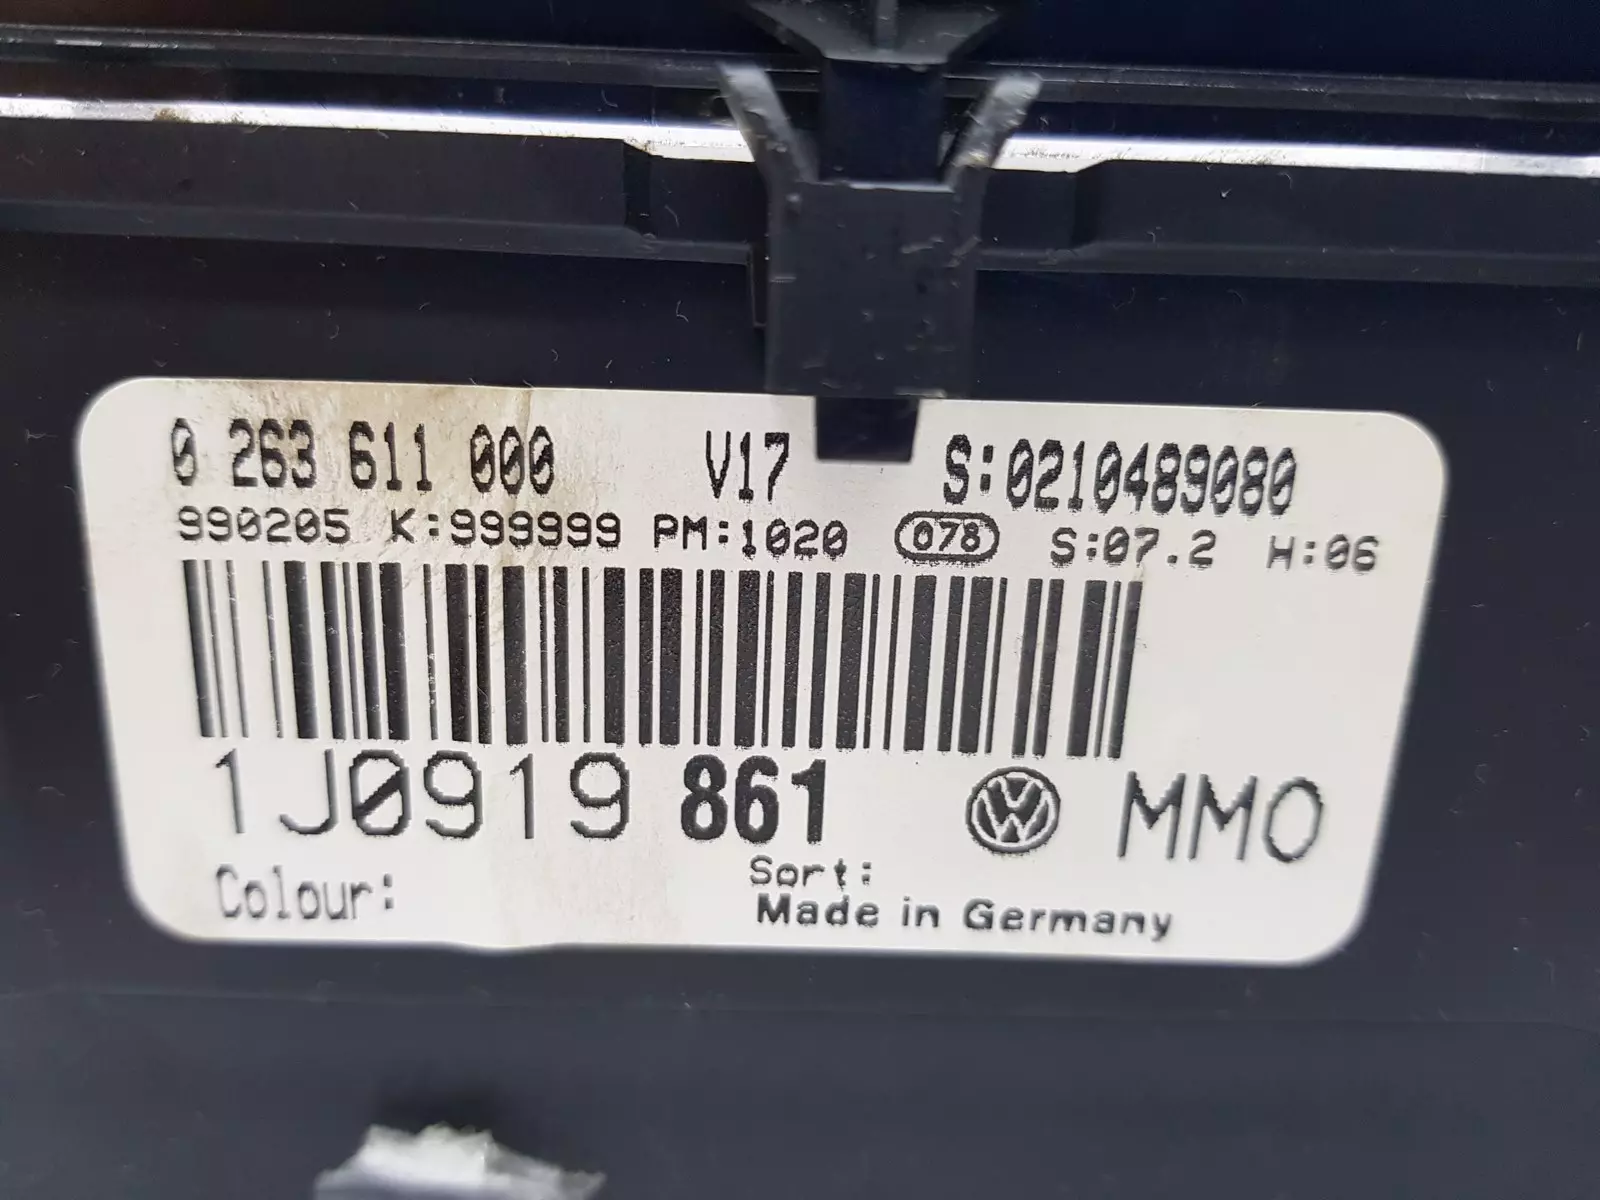 0 263 611 000 V17 S:0210489080
990205 K:999999 PM:1020 078 S:07.2 H:06
1J0919 861 VW MMO
Colour: Sort:
Made in Germany